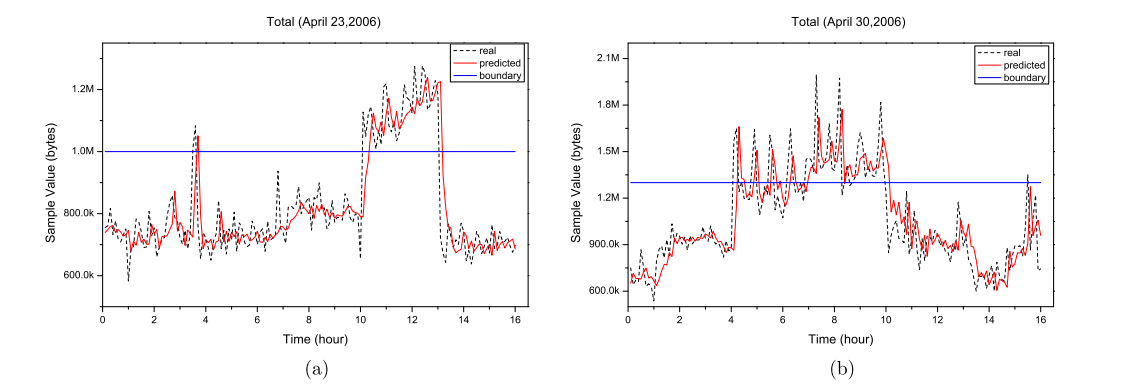 Total (April 23,2006)
real
predicted
boundary
1.2M
1.0M
800.0k
600.0k
Sample Value (bytes)
0 2 4 6 8 10 12 14 16
Time (hour)
(a)
Total (April 30,2006)
real
predicted
boundary
2.1M
1.8M
1.5M
1.2M
900.0k
600.0k
Sample Value (bytes)
0 2 4 6 8 10 12 14 16
Time (hour)
(b)